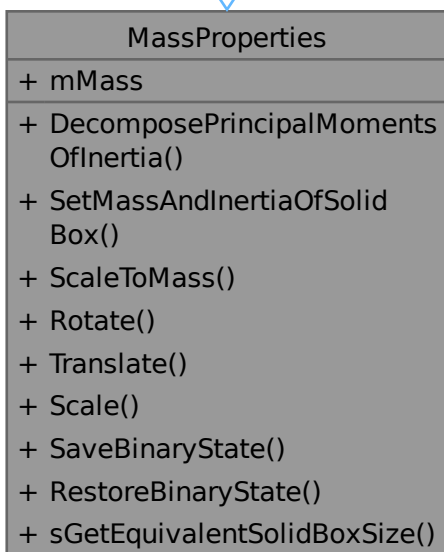 MassProperties
+ mMass
+ DecomposePrincipalMoments
OfInertia()
+ SetMassAndInertiaOfSolid
Box()
+ ScaleToMass()
+ Rotate()
+ Translate()
+ Scale()
+ SaveBinaryState()
+ RestoreBinaryState()
+ sGetEquivalentSolidBoxSize()